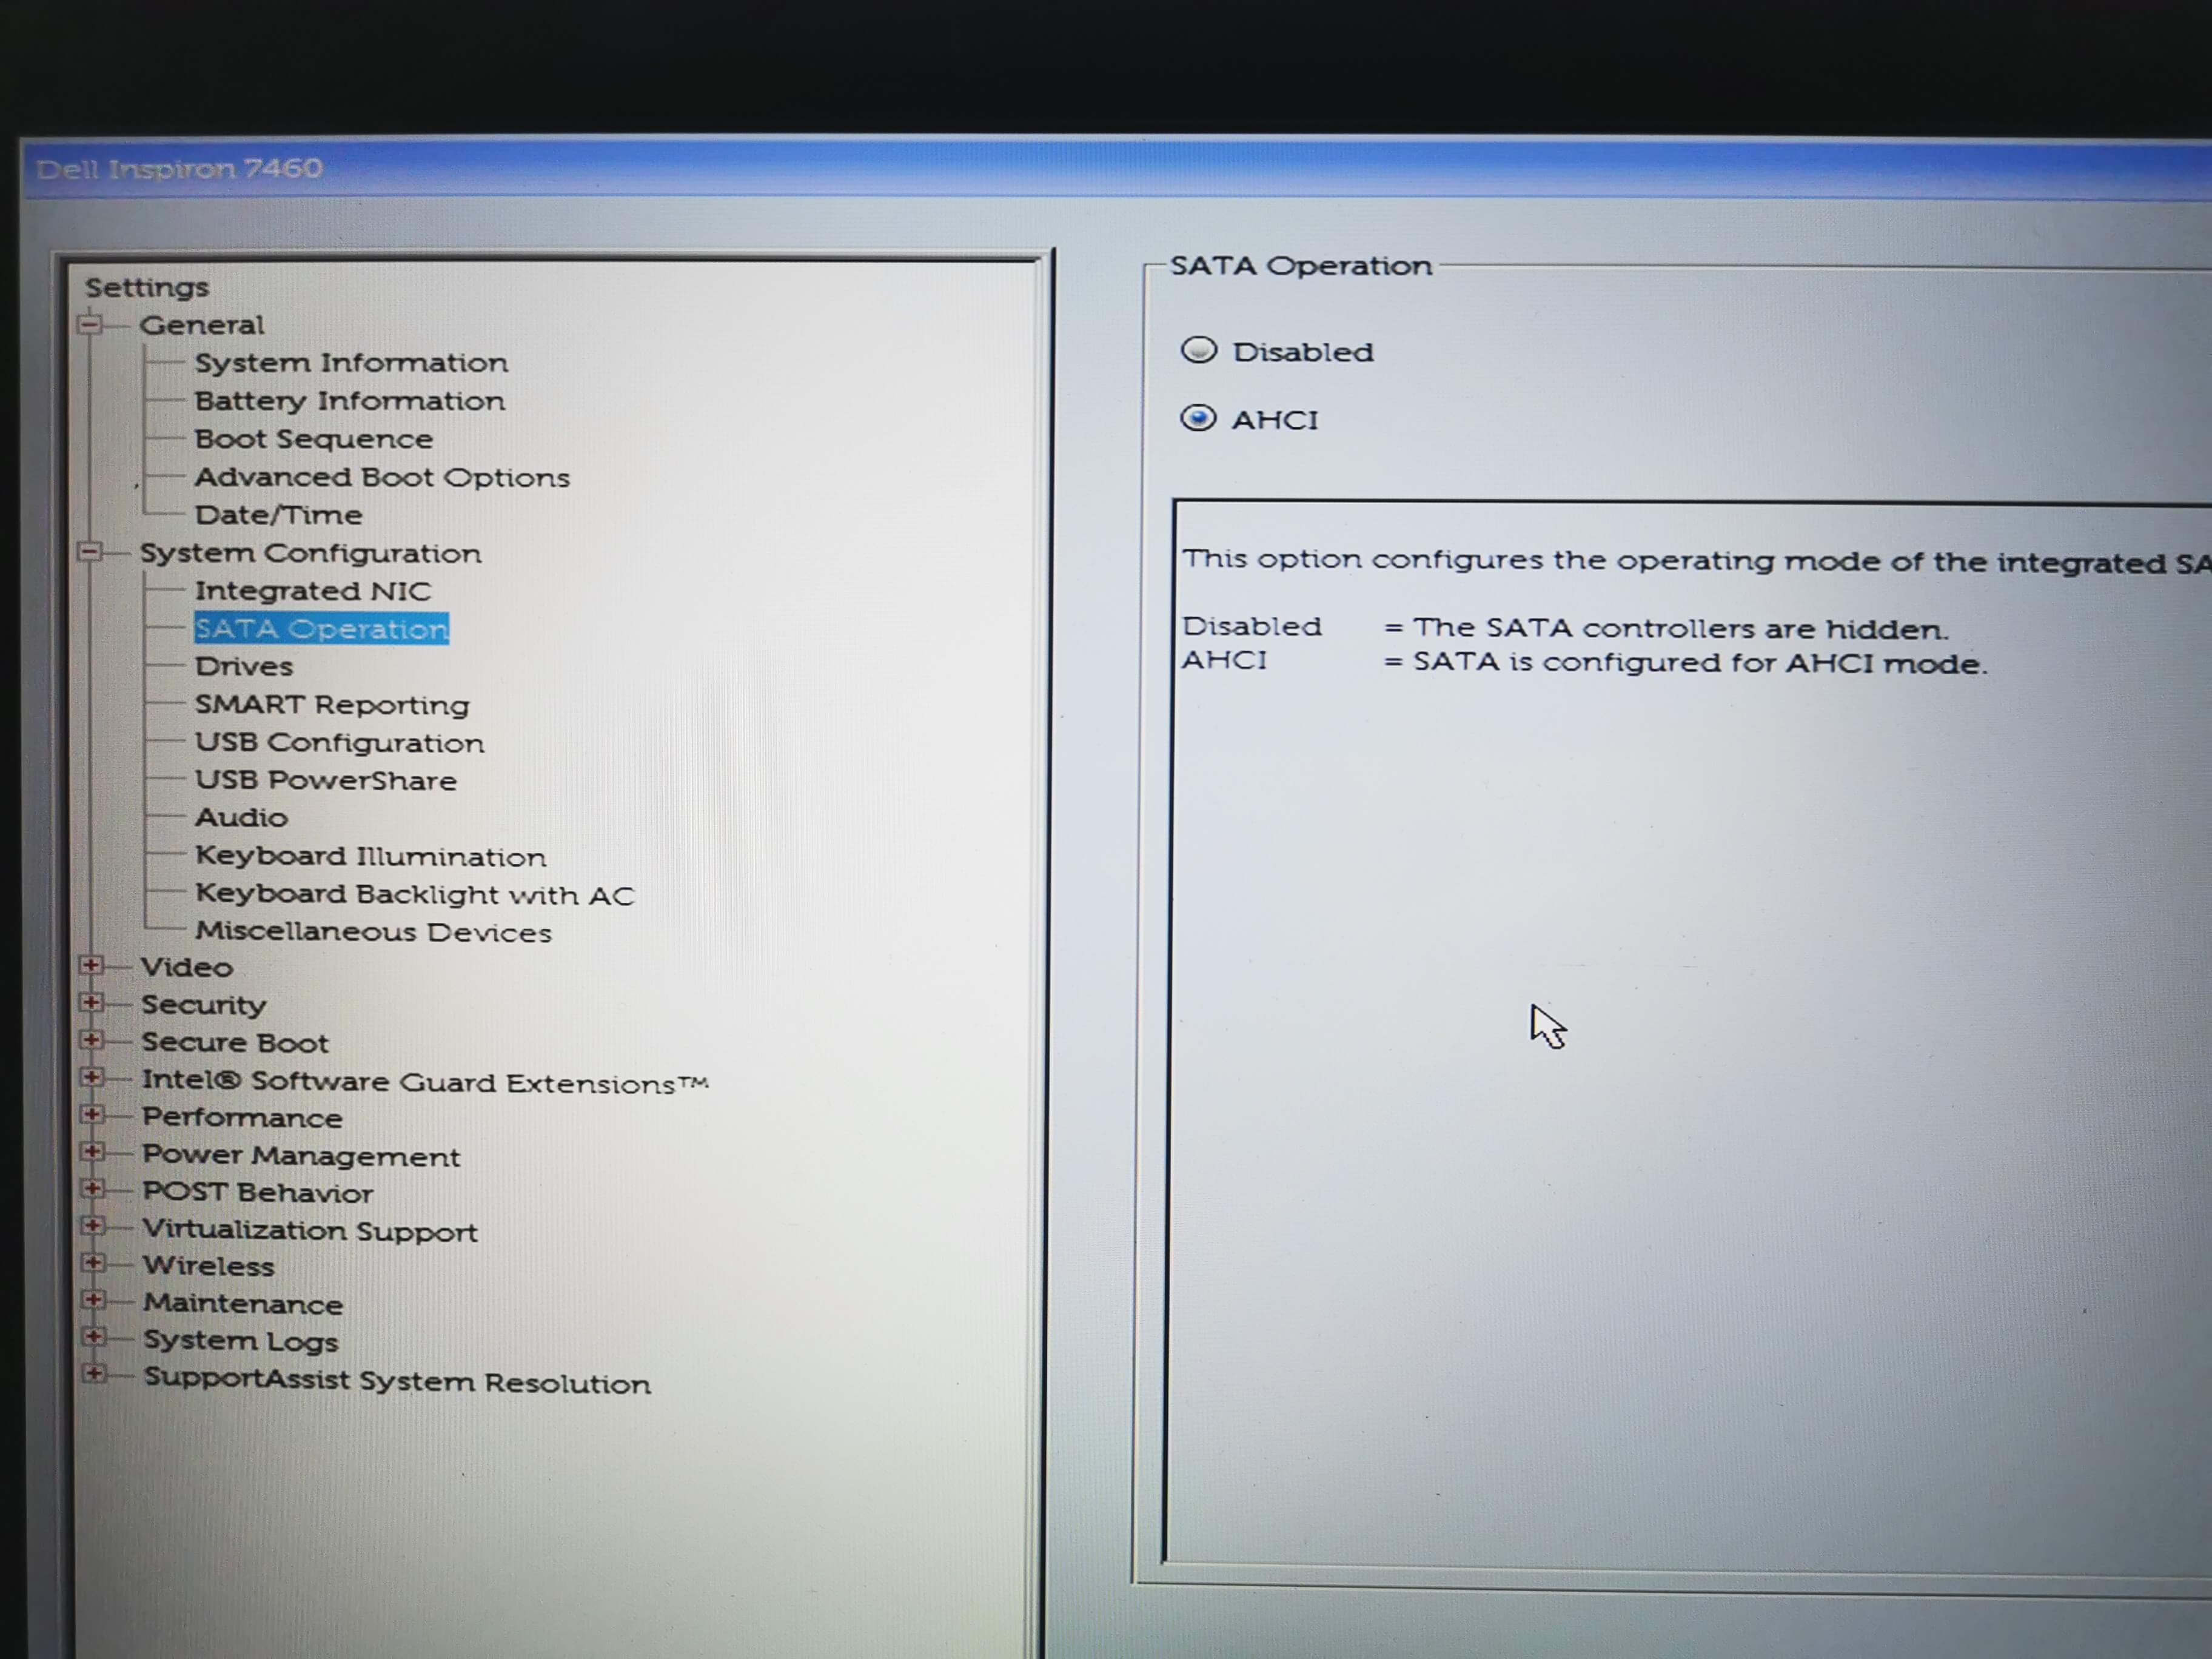 Dell Inspiron 7460
Settings
General
System Information
Battery Information
Boot Sequence
Advanced Boot Options
Date/Time
System Configuration
Integrated NIC
SATA Operation
Drives
SMART Reporting
USB Configuration
USB PowerShare
Audio
Keyboard Illumination
Keyboard Backlight with AC
Miscellaneous Devices
Video
Security
Secure Boot
Intel® Software Guard Extensions™
Performance
Power Management
POST Behavior
Virtualization Support
Wireless
Maintenance
System Logs
SupportAssist System Resolution
SATA Operation
Disabled
AHCI
This option configures the operating mode of the integrated SA
Disabled = The SATA controllers are hidden.
AHCI = SATA is configured for AHCI mode.